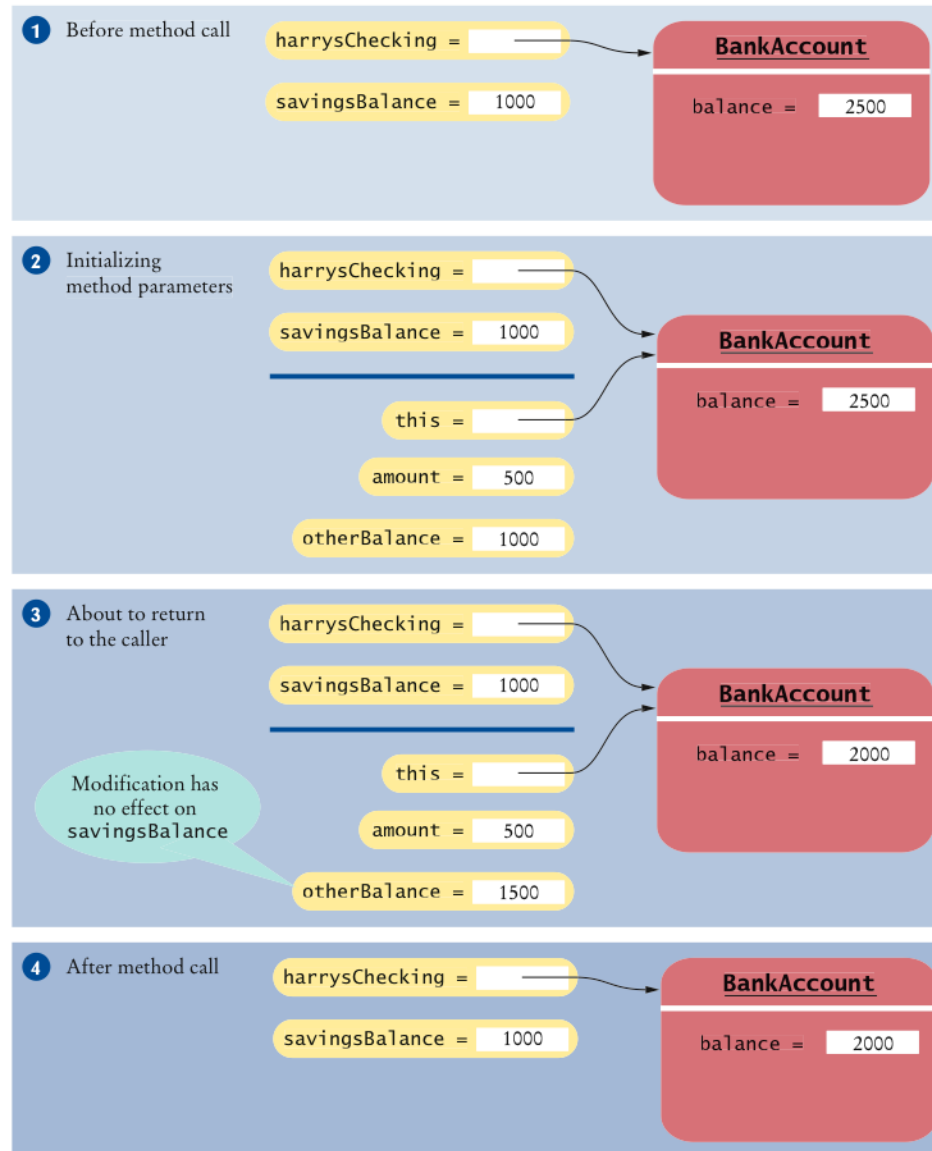 1 Before method call
harrysChecking =
savingsBalance = 1000
BankAccount
balance = 2500
2 Initializing
method parameters
harrysChecking =
savingsBalance = 1000
this =
amount = 500
otherBalance = 1000
BankAccount
balance = 2500
3 About to return
to the caller
harrysChecking =
savingsBalance = 1000
this =
amount = 500
otherBalance = 1500
Modification has
no effect on
savingsBalance
BankAccount
balance = 2000
4 After method call
harrysChecking =
savingsBalance = 1000
BankAccount
balance = 2000